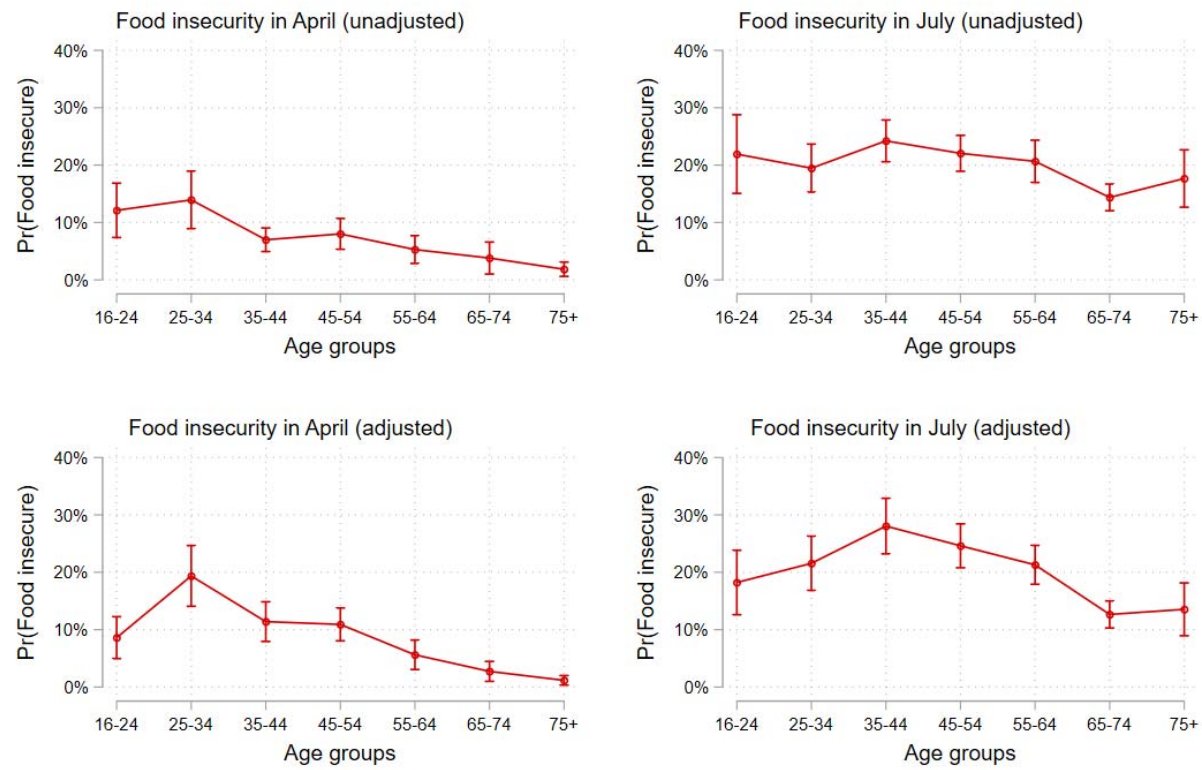 Food insecurity in April (unadjusted)
Pr(Food insecure)
40%
30%
20%
10%
0%
16-24 25-34 35-44 45-54 55-64 65-74 75+
Age groups
Food insecurity in July (unadjusted)
Pr(Food insecure)
40%
30%
20%
10%
0%
16-24 25-34 35-44 45-54 55-64 65-74 75+
Age groups
Food insecurity in April (adjusted)
Pr(Food insecure)
40%
30%
20%
10%
0%
16-24 25-34 35-44 45-54 55-64 65-74 75+
Age groups
Food insecurity in July (adjusted)
Pr(Food insecure)
40%
30%
20%
10%
0%
16-24 25-34 35-44 45-54 55-64 65-74 75+
Age groups